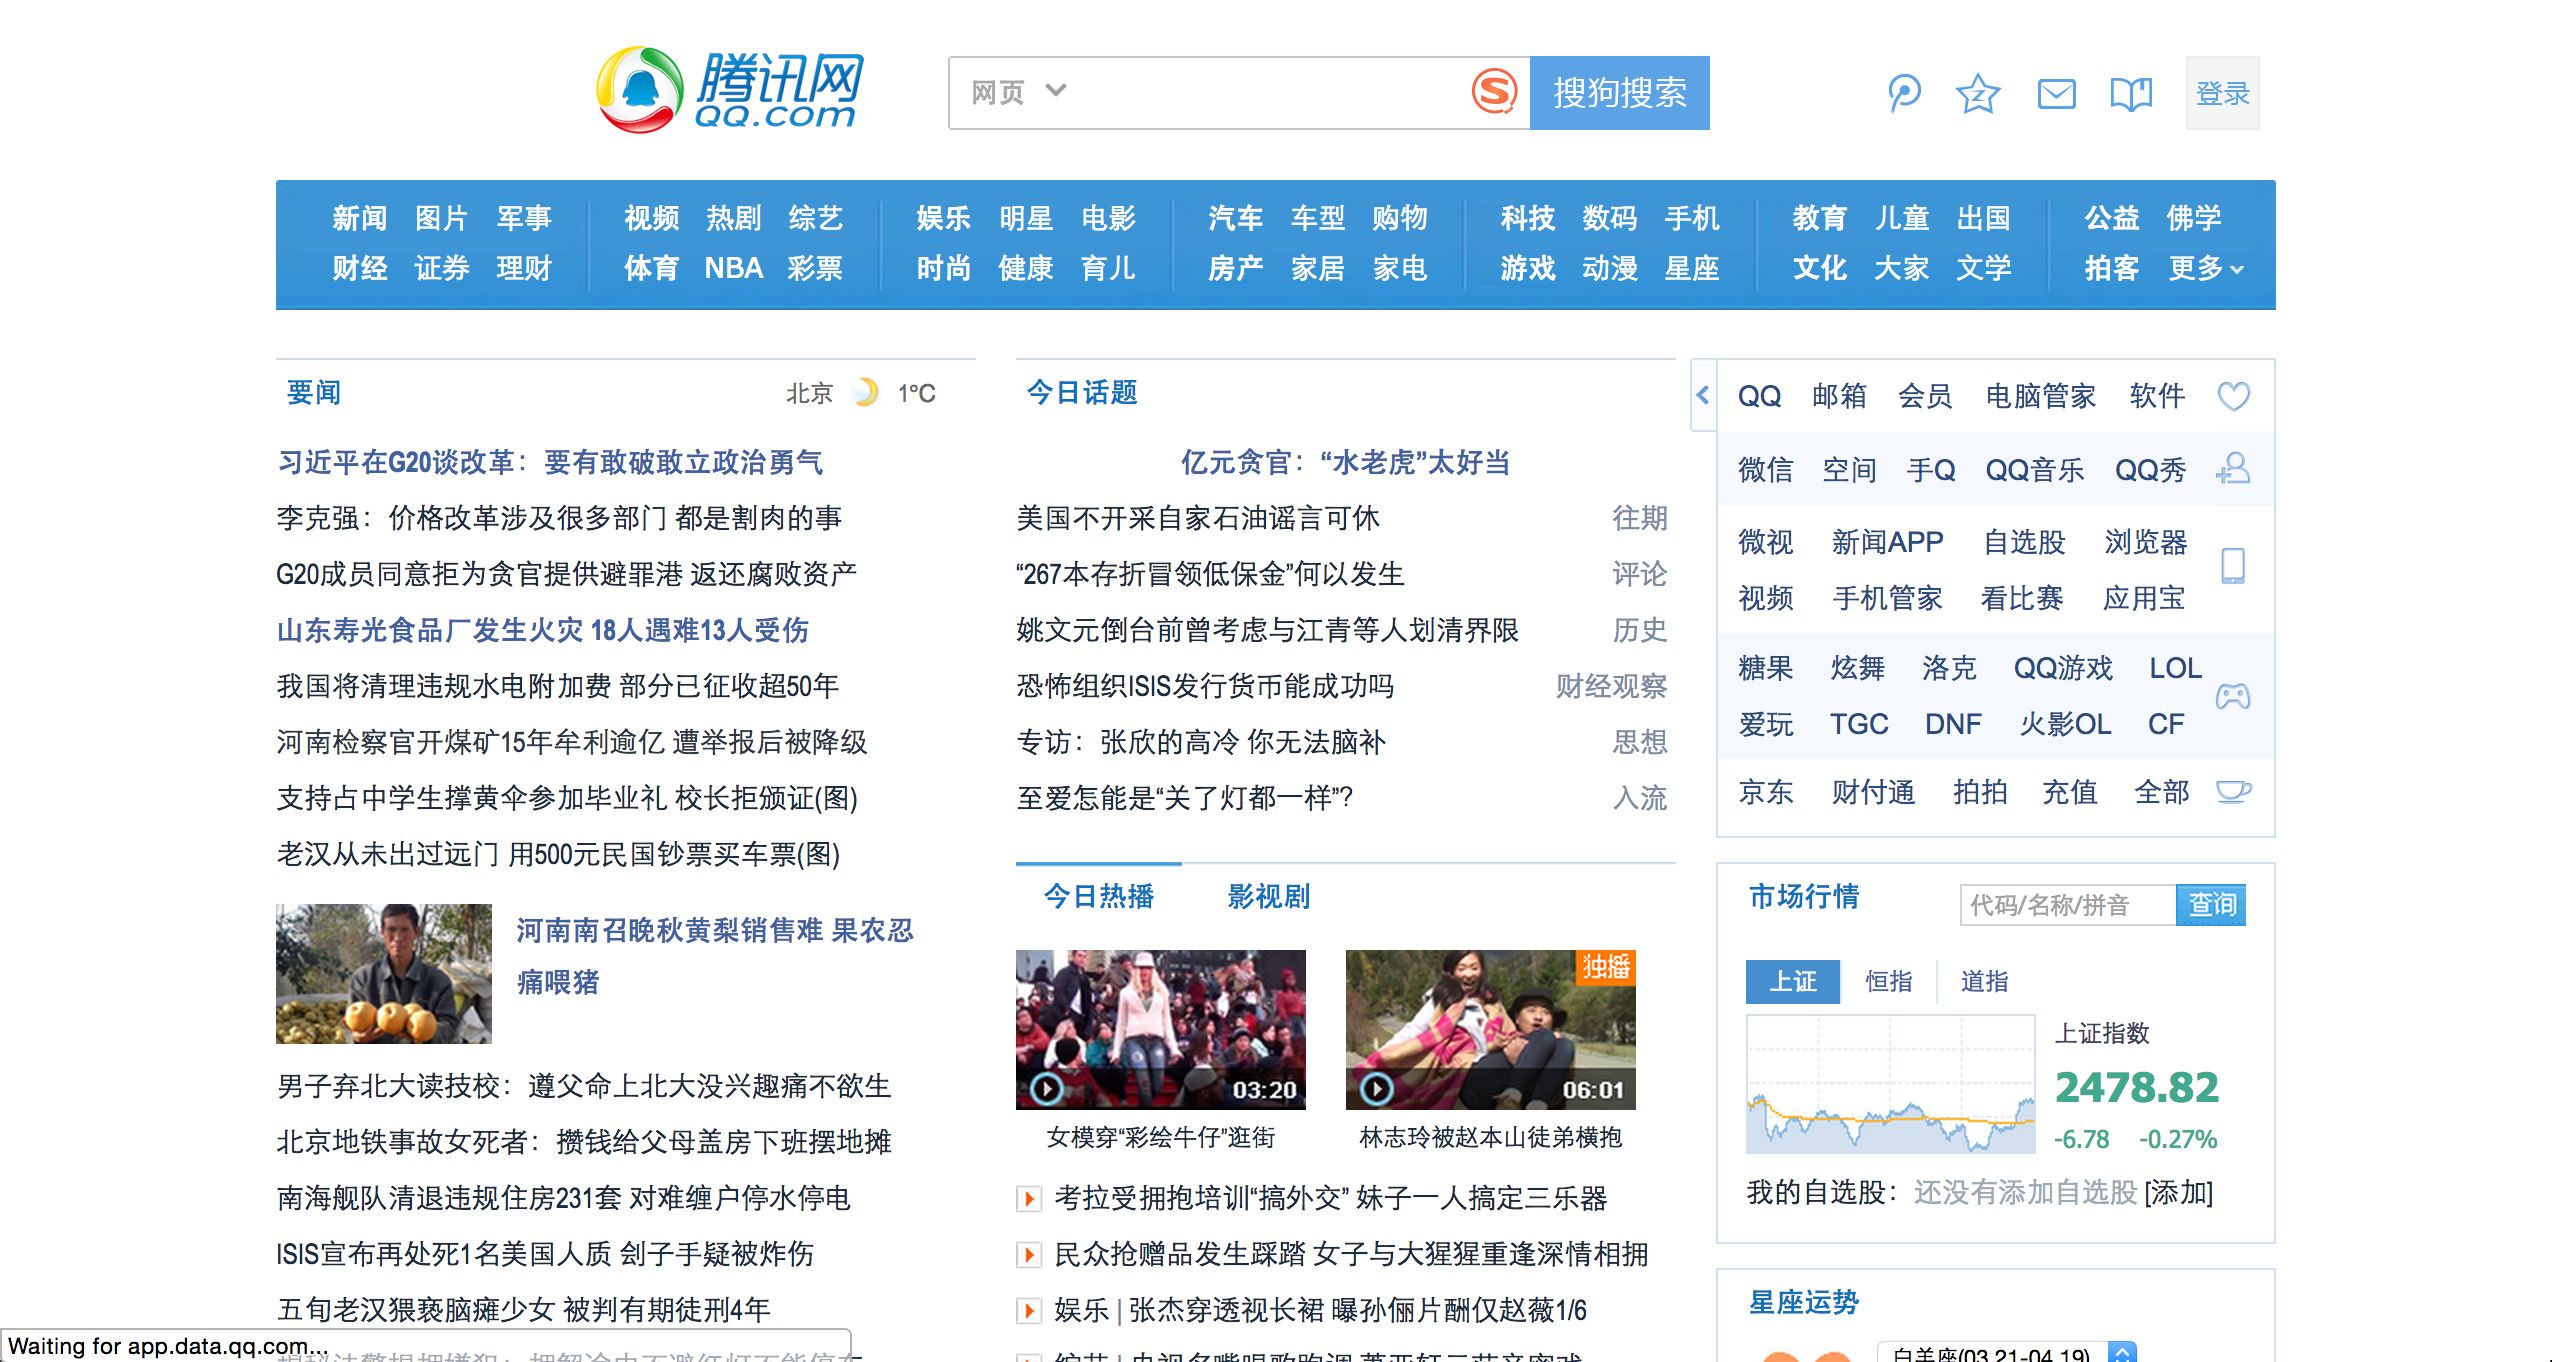 腾讯网
QQ.com
网页
搜狗搜索
登录
新闻 图片 军事 视频 热剧 综艺 娱乐 明星 电影 汽车 车型 购物 科技 数码 手机 教育 儿童 出国 公益 佛学
财经 证券 理财 体育 NBA 彩票 时尚 健康 育儿 房产 家居 家电 游戏 动漫 星座 文化 大家 文学 拍客 更多
要闻 北京 1°C
习近平在G20谈改革：要有敢破敢立政治勇气
李克强：价格改革涉及很多部门 都是割肉的事
G20成员同意拒为贪官提供避罪港 返还腐败资产
山东寿光食品厂发生火灾 18人遇难13人受伤
我国将清理违规水电附加费 部分已征收超50年
河南检察官开煤矿15年牟利逾亿 遭举报后被降级
支持占中学生撑黄伞参加毕业礼 校长拒颁证(图)
老汉从未出过远门 用500元民国钞票买车票(图)
河南南召晚秋黄梨销售难 果农忍
痛喂猪
男子弃北大读技校：遵父命上北大没兴趣痛不欲生
北京地铁事故女死者：攒钱给父母盖房下班摆地摊
南海舰队清退违规住房231套 对难缠户停水停电
ISIS宣布再处死1名美国人质 刽子手疑被炸伤
五旬老汉猥亵脑瘫少女 被判有期徒刑4年
Waiting for app.data.qq.com...
今日话题
亿元贪官：“水老虎”太好当
美国不开采自家石油谣言可休 往期
“267本存折冒领低保金”何以发生 评论
姚文元倒台前曾考虑与江青等人划清界限 历史
恐怖组织ISIS发行货币能成功吗 财经观察
专访：张欣的高冷 你无法脑补 思想
至爱怎能是“关了灯都一样”？ 入流
今日热播 影视剧
独播
03:20 06:01
女模穿“彩绘牛仔”逛街 林志玲被赵本山徒弟横抱
考拉受拥抱培训“搞外交” 妹子一人搞定三乐器
民众抢赠品发生踩踏 女子与大猩猩重逢深情相拥
娱乐 | 张杰穿透视长裙 曝孙俪片酬仅赵薇1/6
QQ 邮箱 会员 电脑管家 软件
微信 空间 手Q QQ音乐 QQ秀
微视 新闻APP 自选股 浏览器
视频 手机管家 看比赛 应用宝
糖果 炫舞 洛克 QQ游戏 LOL
爱玩 TGC DNF 火影OL CF
京东 财付通 拍拍 充值 全部
市场行情 代码/名称/拼音 查询
上证 恒指 道指
上证指数
2478.82
-6.78 -0.27%
我的自选股：还没有添加自选股 [添加]
星座运势
白羊座(03.21-04.19)